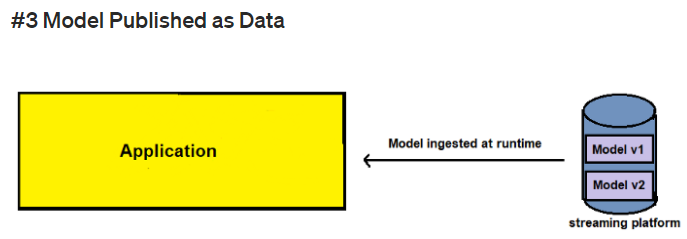 #3 Model Published as Data
Application
Model ingested at runtime
Model v1
Model v2
streaming platform